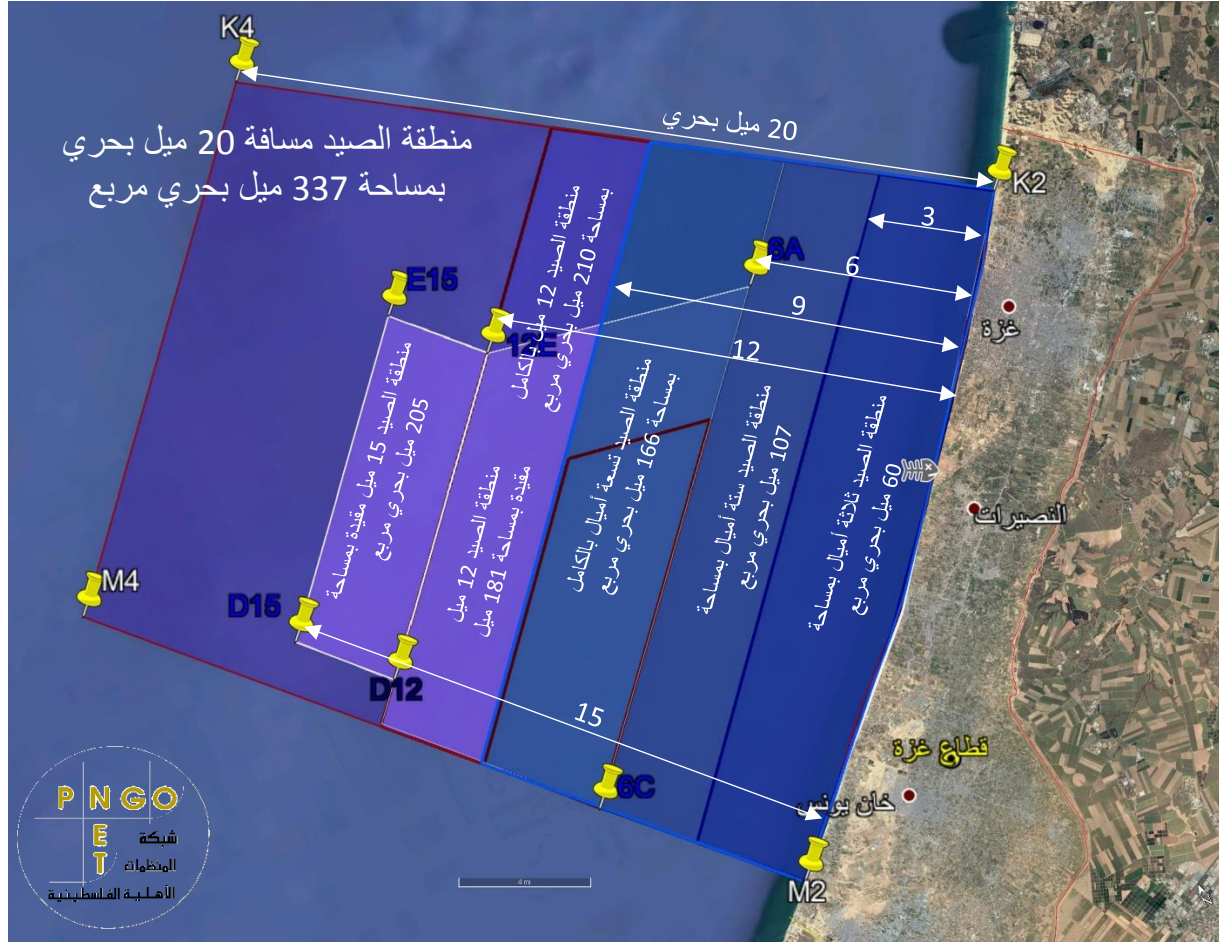 K4
20 ميل بحري
منطقة الصيد مسافة 20 ميل بحري
بمساحة 337 ميل بحري مربع
K2
3
6A
6
E15
9
غزة
12E
12
منطقة الصيد 12 ميل بالكامل
بمساحة 210 ميل بحري مربع
منطقة الصيد 15 ميل مقيدة بمساحة
205 ميل بحري مربع
منطقة الصيد 12 ميل
مقيدة بمساحة 181 ميل
منطقة الصيد تسعة أميال بالكامل
بمساحة 166 ميل بحري مربع
منطقة الصيد ستة أميال بمساحة
107 ميل بحري مربع
منطقة الصيد ثلاثة أميال بمساحة
60 ميل بحري مربع
النصيرات
M4
D15
D12
15
قطاع غزة
6C
خان يونس
M2
4 mi
PNGO
NET
شبكة
المنظمات
الأهلية الفلسطينية